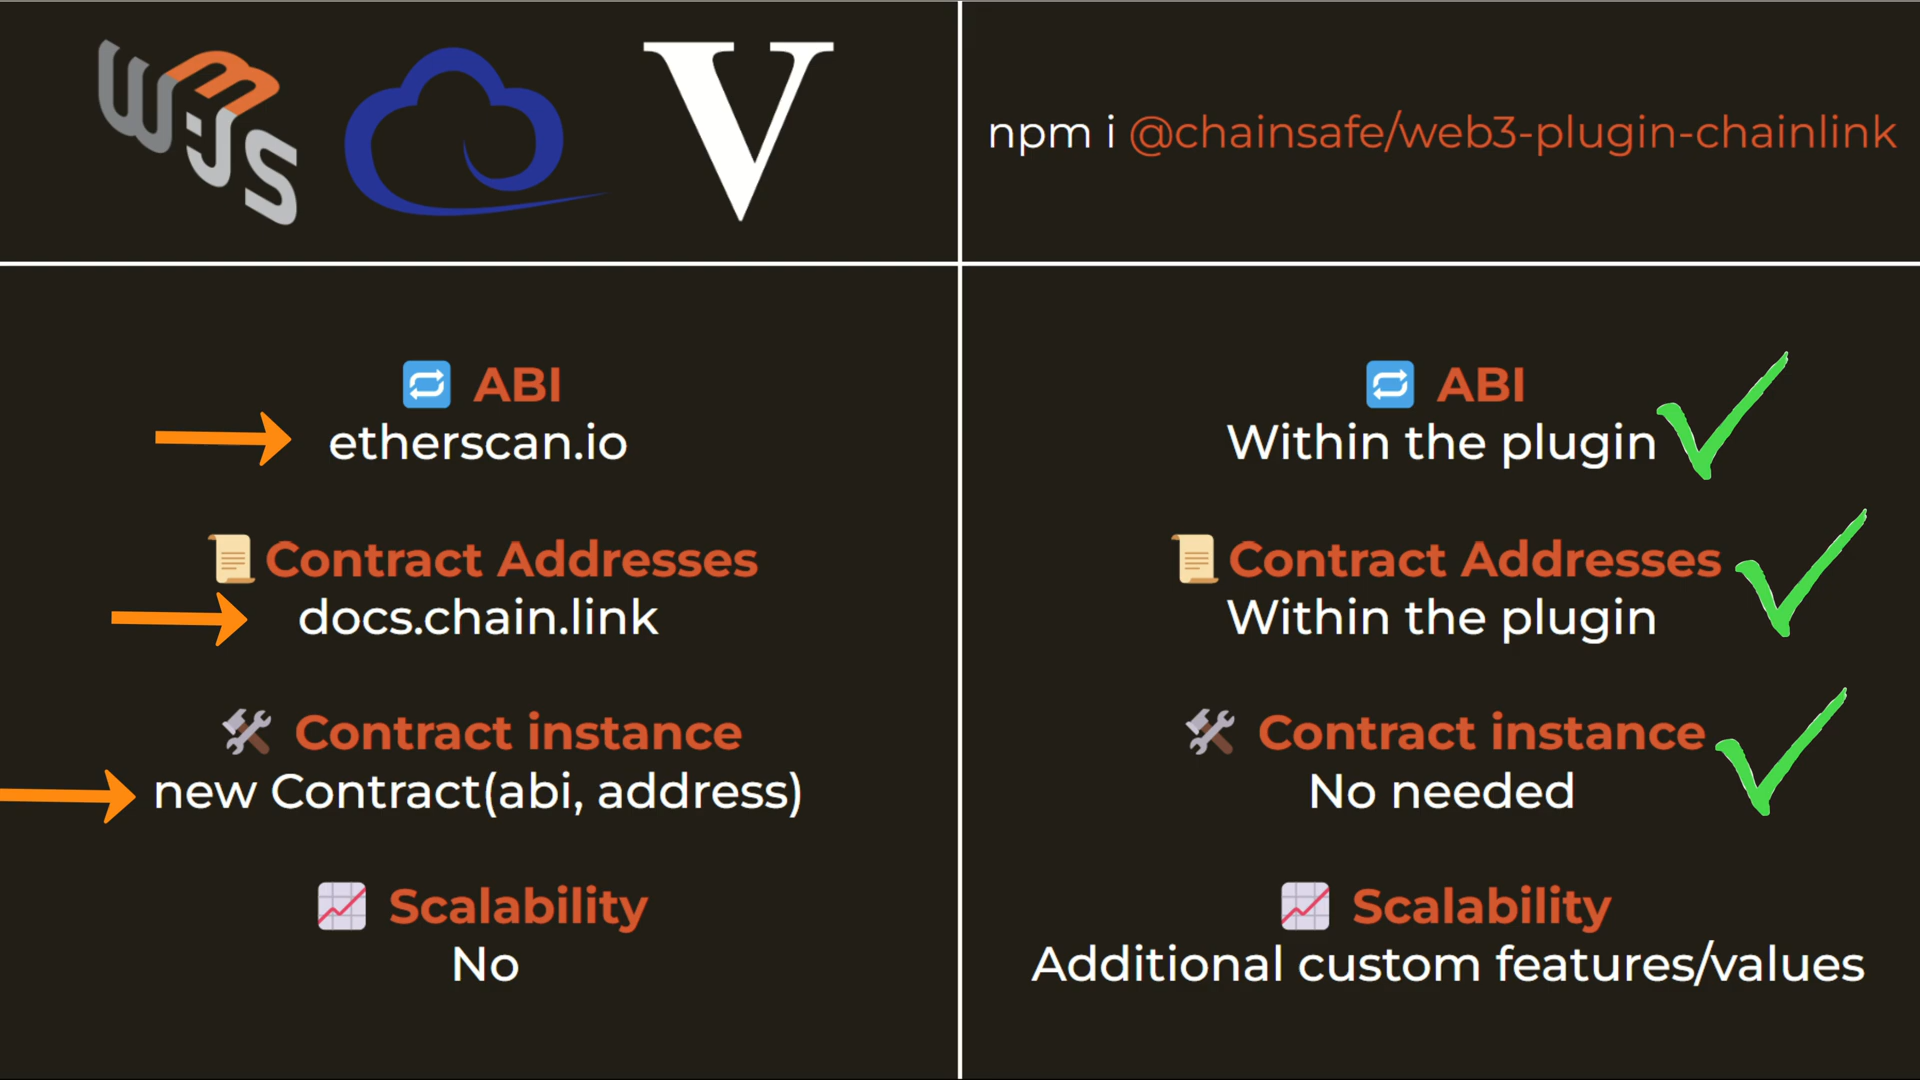 W3JS
V
npm i @chainsafe/web3-plugin-chainlink
ABI
etherscan.io
Contract Addresses
docs.chain.link
Contract instance
new Contract(abi, address)
Scalability
No
ABI
Within the plugin
Contract Addresses
Within the plugin
Contract instance
No needed
Scalability
Additional custom features/values